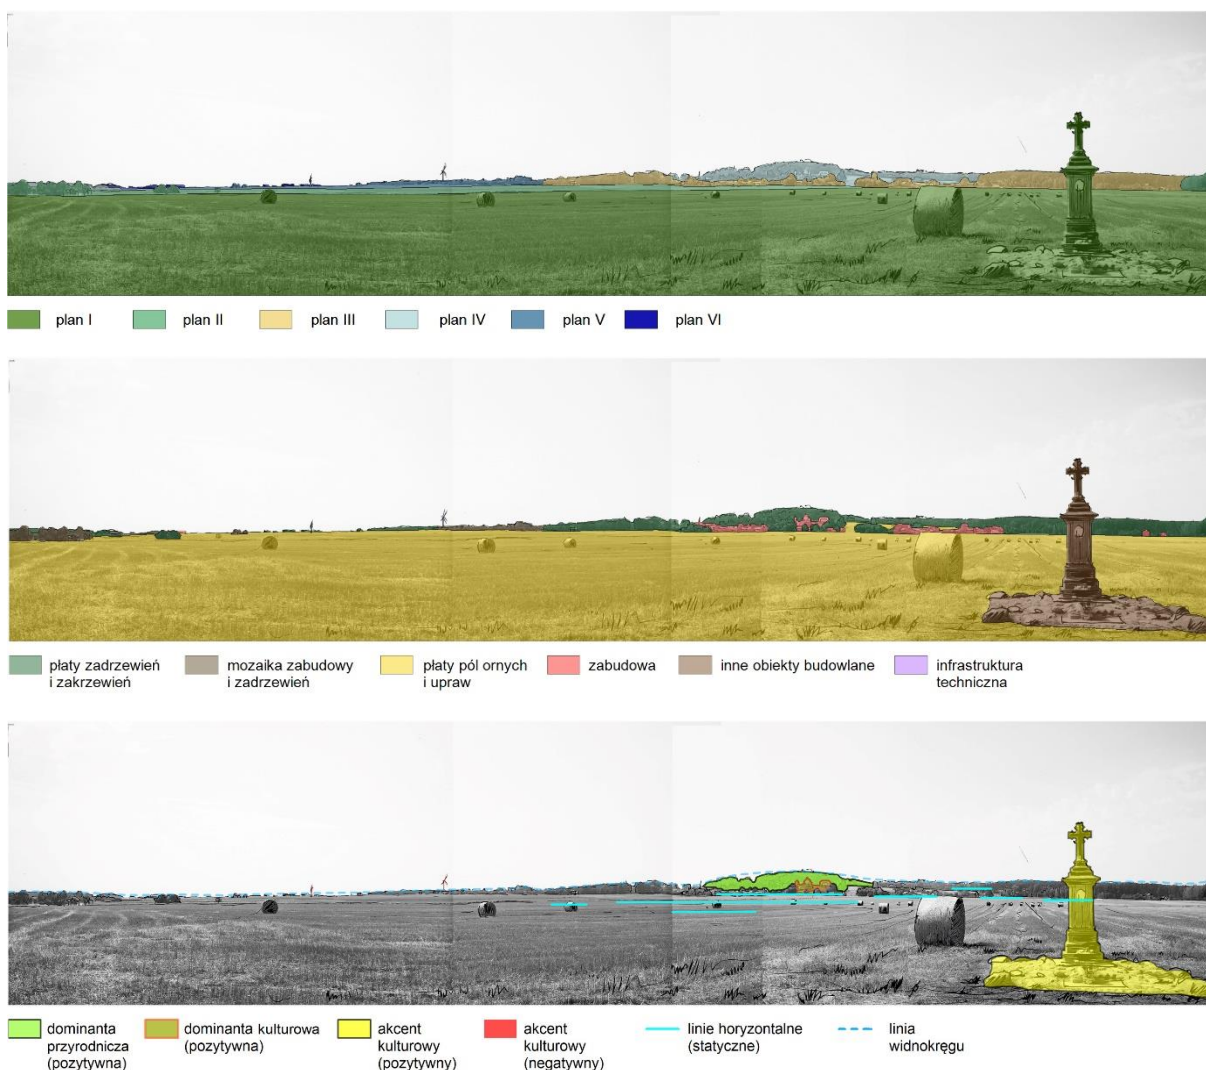 plan I plan II plan III plan IV plan V plan VI
płaty zadrzewień
i zakrzewień
mozaika zabudowy
i zadrzewień
płaty pól ornych
i upraw
zabudowa
inne obiekty budowlane
infrastruktura
techniczna
dominanta
przyrodnicza
(pozytywna)
dominanta kulturowa
(pozytywna)
akcent
kulturowy
(pozytywny)
akcent
kulturowy
(negatywny)
linie horyzontalne
(statyczne)
linia
widnokręgu